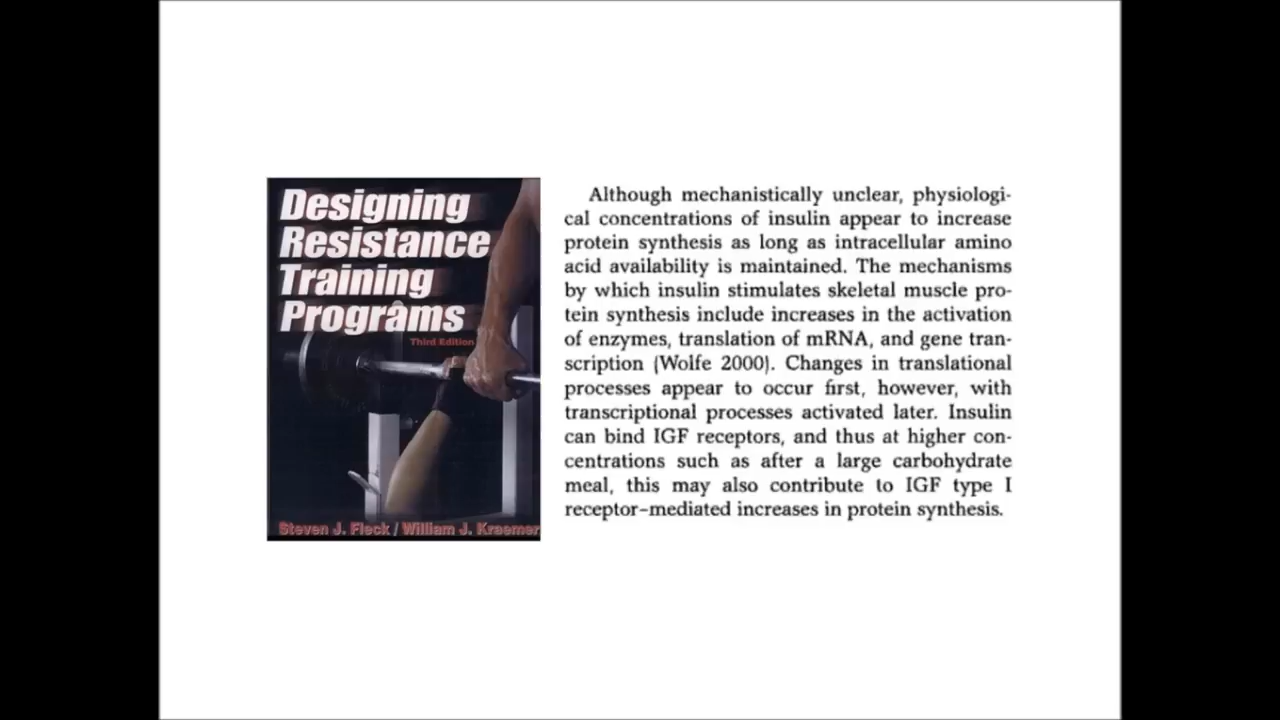 Designing
Resistance
Training
Programs
Third Edition
Steven J. Fleck / William J. Kraemer
Although mechanistically unclear, physiologi-
cal concentrations of insulin appear to increase
protein synthesis as long as intracellular amino
acid availability is maintained. The mechanisms
by which insulin stimulates skeletal muscle pro-
tein synthesis include increases in the activation
of enzymes, translation of mRNA, and gene tran-
scription (Wolfe 2000). Changes in translational
processes appear to occur first, however, with
transcriptional processes activated later. Insulin
can bind IGF receptors, and thus at higher con-
centrations such as after a large carbohydrate
meal, this may also contribute to IGF type I
receptor–mediated increases in protein synthesis.